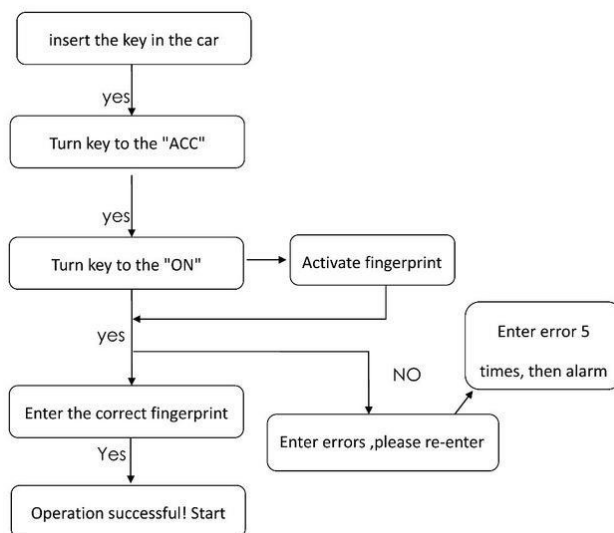 insert the key in the car
yes
Turn key to the "ACC"
yes
Turn key to the "ON"
Activate fingerprint
yes
Enter error 5
times, then alarm
NO
Enter the correct fingerprint
Enter errors ,please re-enter
Yes
Operation successful! Start